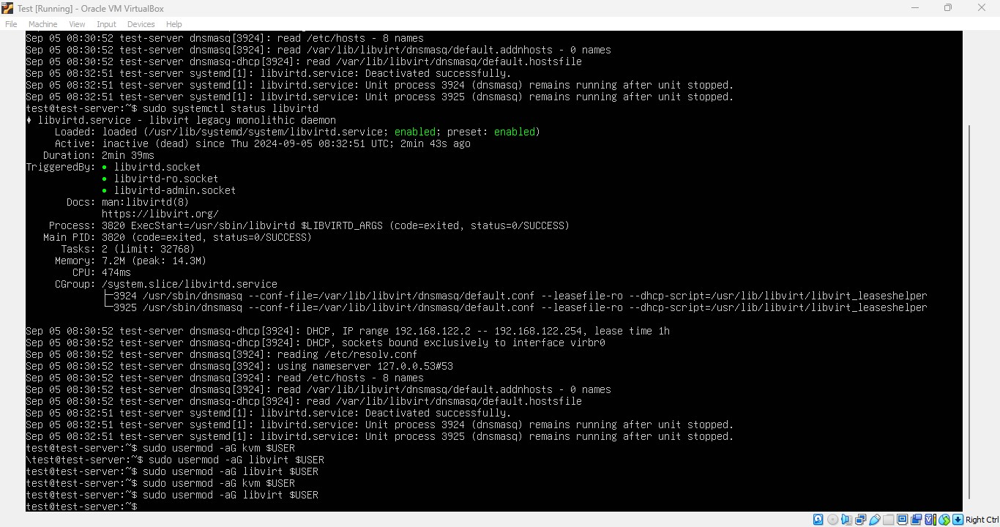 Test [Running] - Oracle VM VirtualBox
File Machine View Input Devices Help
Sep 05 08:30:52 test-server dnsmasq[3924]: read /etc/hosts - 8 names
Sep 05 08:30:52 test-server dnsmasq[3924]: read /var/lib/libvirt/dnsmasq/default.addnhosts - 0 names
Sep 05 08:30:52 test-server dnsmasq-dhcp[3924]: read /var/lib/libvirt/dnsmasq/default.hostsfile
Sep 05 08:32:51 test-server systemd[1]: libvirtd.service: Deactivated successfully.
Sep 05 08:32:51 test-server systemd[1]: libvirtd.service: Unit process 3924 (dnsmasq) remains running after unit stopped.
Sep 05 08:32:51 test-server systemd[1]: libvirtd.service: Unit process 3925 (dnsmasq) remains running after unit stopped.
test@test-server:~$ sudo systemctl status libvirtd
♦ libvirtd.service - libvirt legacy monolithic daemon
Loaded: loaded (/usr/lib/systemd/system/libvirtd.service; enabled; preset: enabled)
Active: inactive (dead) since Thu 2024-09-05 08:32:51 UTC; 2min 43s ago
Duration: 2min 39ms
TriggeredBy: • libvirtd.socket
• libvirtd-ro.socket
• libvirtd-admin.socket
Docs: man:libvirtd(8)
https://libvirt.org/
Process: 3820 ExecStart=/usr/sbin/libvirtd $LIBVIRTD_ARGS (code=exited, status=0/SUCCESS)
Main PID: 3820 (code=exited, status=0/SUCCESS)
Tasks: 2 (limit: 32768)
Memory: 7.2M (peak: 14.3M)
CPU: 474ms
CGroup: /system.slice/libvirtd.service
├─3924 /usr/sbin/dnsmasq --conf-file=/var/lib/libvirt/dnsmasq/default.conf --leasefile-ro --dhcp-script=/usr/lib/libvirt/libvirt_leaseshelper
└─3925 /usr/sbin/dnsmasq --conf-file=/var/lib/libvirt/dnsmasq/default.conf --leasefile-ro --dhcp-script=/usr/lib/libvirt/libvirt_leaseshelper
Sep 05 08:30:52 test-server dnsmasq-dhcp[3924]: DHCP, IP range 192.168.122.2 -- 192.168.122.254, lease time 1h
Sep 05 08:30:52 test-server dnsmasq-dhcp[3924]: DHCP, sockets bound exclusively to interface virbr0
Sep 05 08:30:52 test-server dnsmasq[3924]: reading /etc/resolv.conf
Sep 05 08:30:52 test-server dnsmasq[3924]: using nameserver 127.0.0.53#53
Sep 05 08:30:52 test-server dnsmasq[3924]: read /etc/hosts - 8 names
Sep 05 08:30:52 test-server dnsmasq[3924]: read /var/lib/libvirt/dnsmasq/default.addnhosts - 0 names
Sep 05 08:30:52 test-server dnsmasq-dhcp[3924]: read /var/lib/libvirt/dnsmasq/default.hostsfile
Sep 05 08:32:51 test-server systemd[1]: libvirtd.service: Deactivated successfully.
Sep 05 08:32:51 test-server systemd[1]: libvirtd.service: Unit process 3924 (dnsmasq) remains running after unit stopped.
Sep 05 08:32:51 test-server systemd[1]: libvirtd.service: Unit process 3925 (dnsmasq) remains running after unit stopped.
test@test-server:~$ sudo usermod -aG kvm $USER
\test@test-server:~$ sudo usermod -aG libvirt $USER
test@test-server:~$ sudo usermod -aG libvirt $USER
test@test-server:~$ sudo usermod -aG kvm $USER
test@test-server:~$ sudo usermod -aG libvirt $USER
test@test-server:~$
Right Ctrl